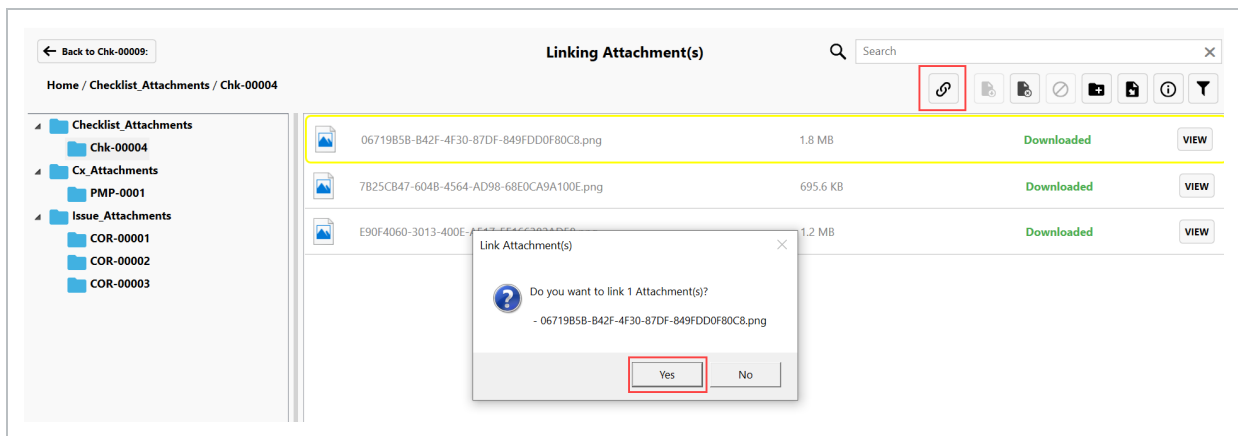 Back to Chk-00009:
Linking Attachment(s)
Search
Home / Checklist_Attachments / Chk-00004
Checklist_Attachments
Chk-00004
Cx_Attachments
PMP-0001
Issue_Attachments
COR-00001
COR-00002
COR-00003
06719B5B-B42F-4F30-87DF-849FDD0F80C8.png 1.8 MB Downloaded VIEW
7B25CB47-604B-4564-AD98-68E0CA9A100E.png 695.6 KB Downloaded VIEW
E90F4060-3013-400E- 1.2 MB Downloaded VIEW
Link Attachment(s)
Do you want to link 1 Attachment(s)?
- 06719B5B-B42F-4F30-87DF-849FDD0F80C8.png
Yes No